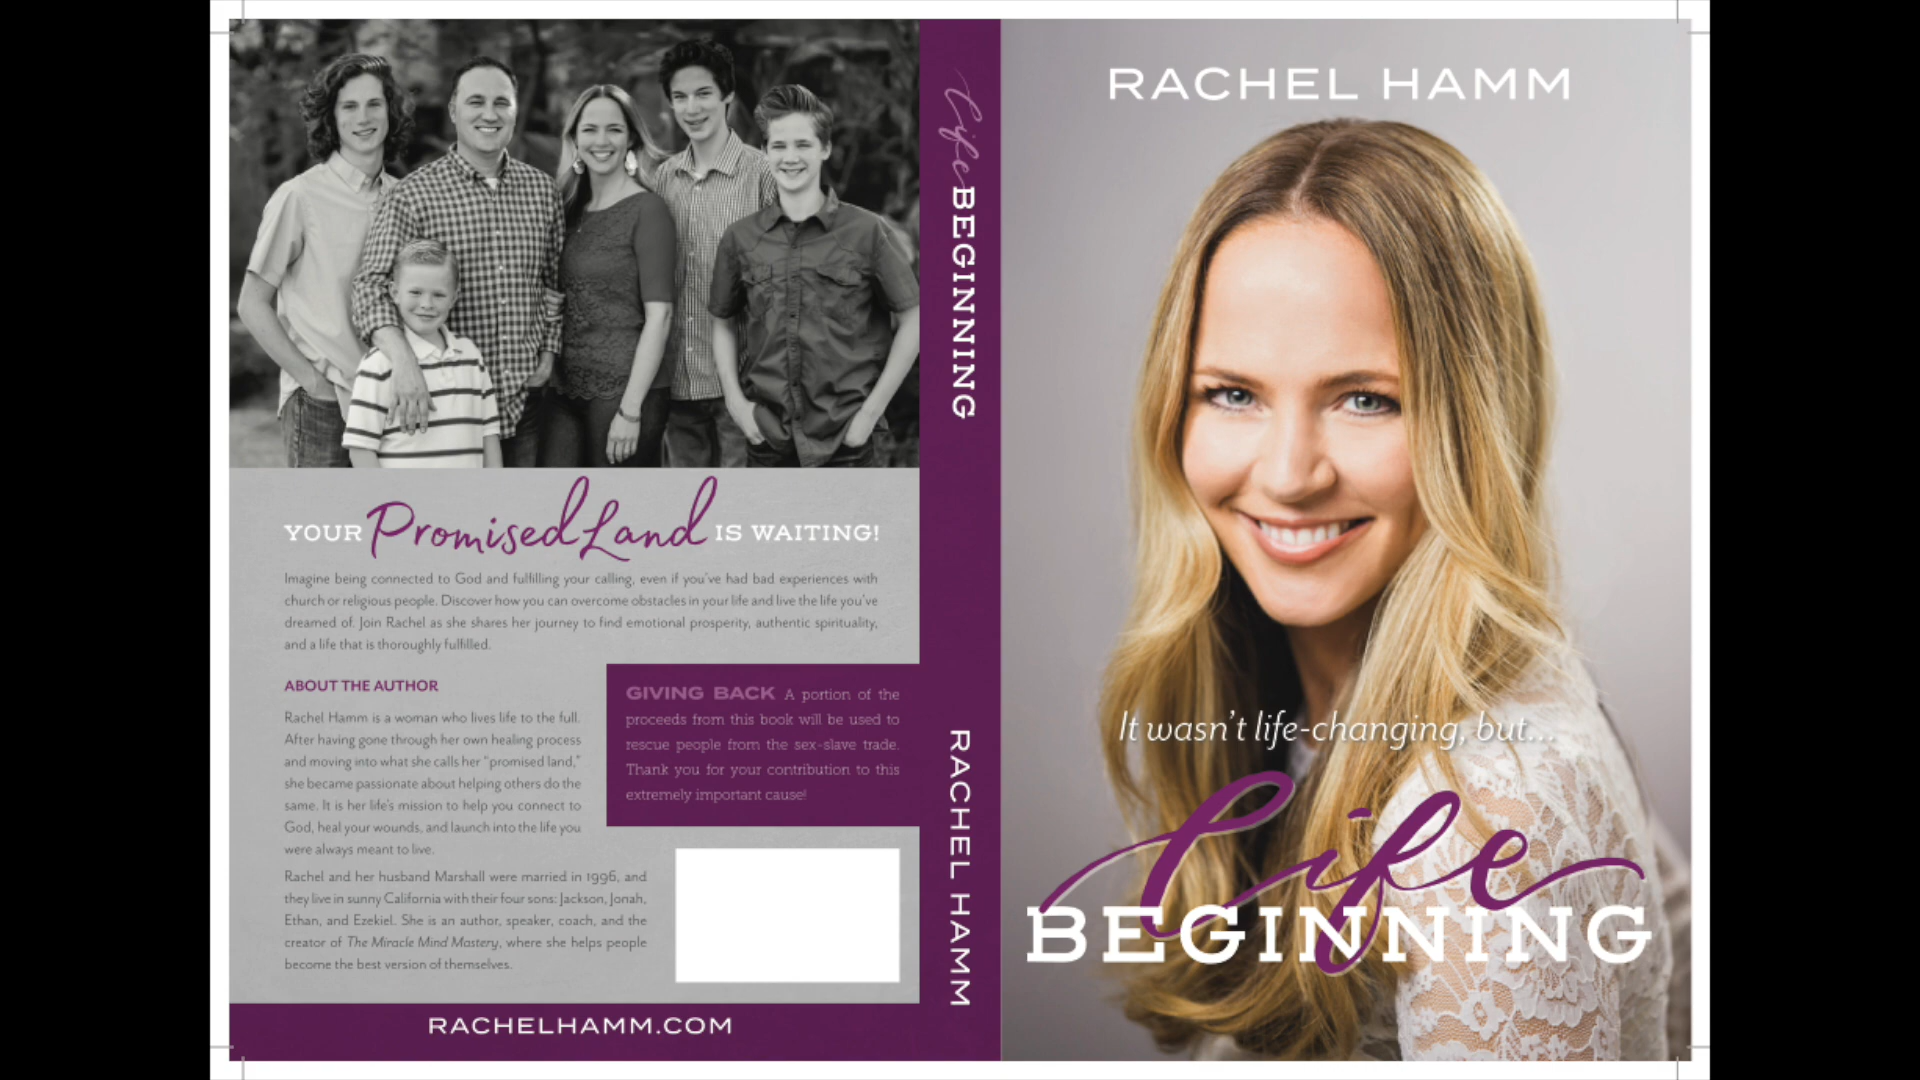 YOUR Promised Land IS WAITING!
Imagine being connected to God and fulfilling your calling, even if you've had bad experiences with
church or religious people. Discover how you can overcome obstacles in your life and live the life you've
dreamed of. Join Rachel as she shares her journey to find emotional prosperity, authentic spirituality,
and a life that is thoroughly fulfilled.
ABOUT THE AUTHOR
Rachel Hamm is a woman who lives life to the full.
After having gone through her own healing process
and moving into what she calls her "promised land,"
she became passionate about helping others do the
same. It is her life's mission to help you connect to
God, heal your wounds, and launch into the life you
were always meant to live.
Rachel and her husband Marshall were married in 1996, and
they live in sunny California with their four sons: Jackson, Jonah,
Ethan, and Ezekiel. She is an author, speaker, coach, and the
creator of The Miracle Mind Mastery, where she helps people
become the best version of themselves.
GIVING BACK A portion of the
proceeds from this book will be used to
rescue people from the sex-slave trade.
Thank you for your contribution to this
extremely important cause!
RACHELHAMM.COM
Life BEGINNING
RACHEL HAMM
RACHEL HAMM
It wasn't life-changing, but...
Life
BEGINNING